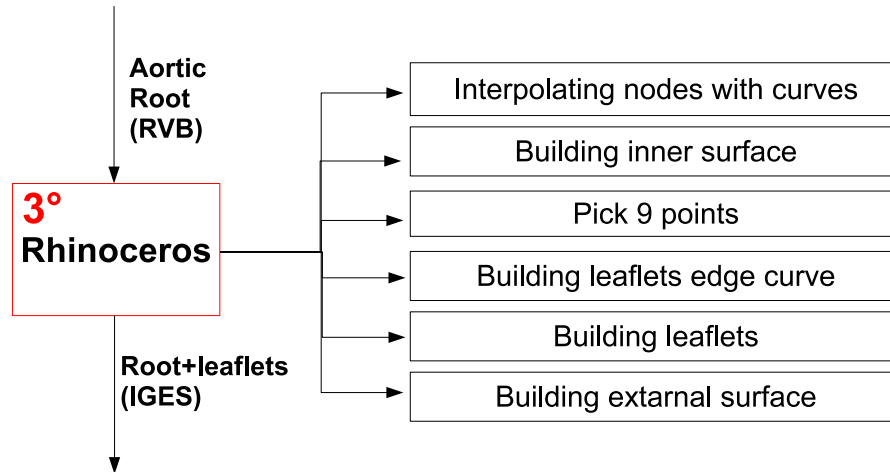 Aortic
Root
(RVB)
3°
Rhinoceros
Root+leaflets
(IGES)
Interpolating nodes with curves
Building inner surface
Pick 9 points
Building leaflets edge curve
Building leaflets
Building extarnal surface